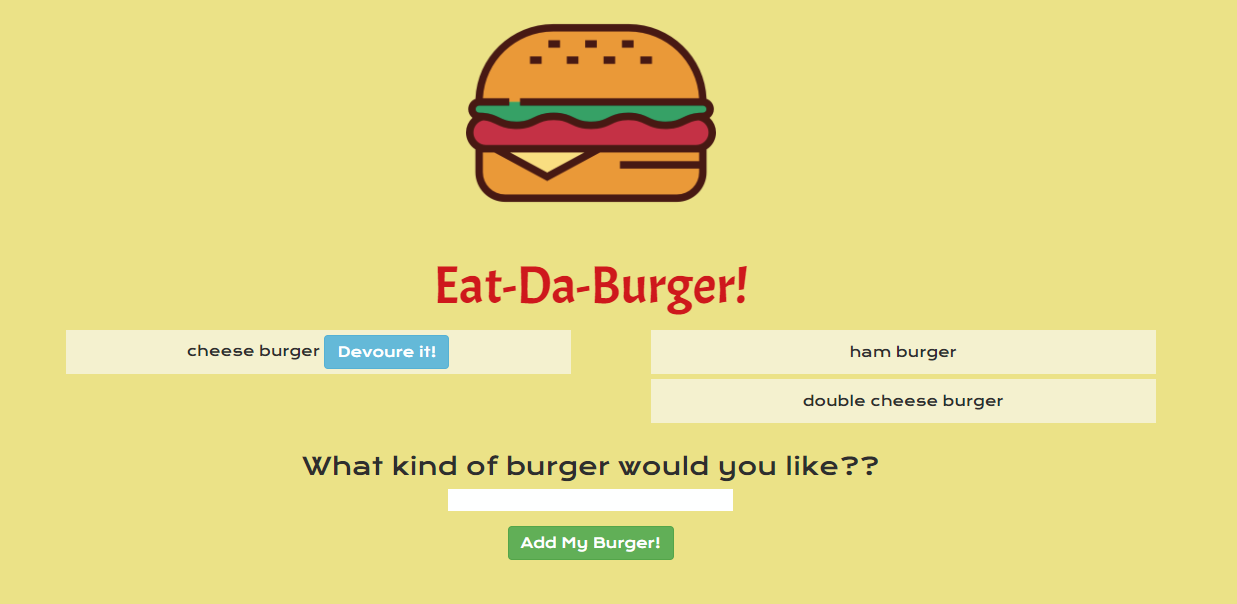 Eat-Da-Burger!
cheese burger Devoure it!
ham burger
double cheese burger
What kind of burger would you like??
Add My Burger!